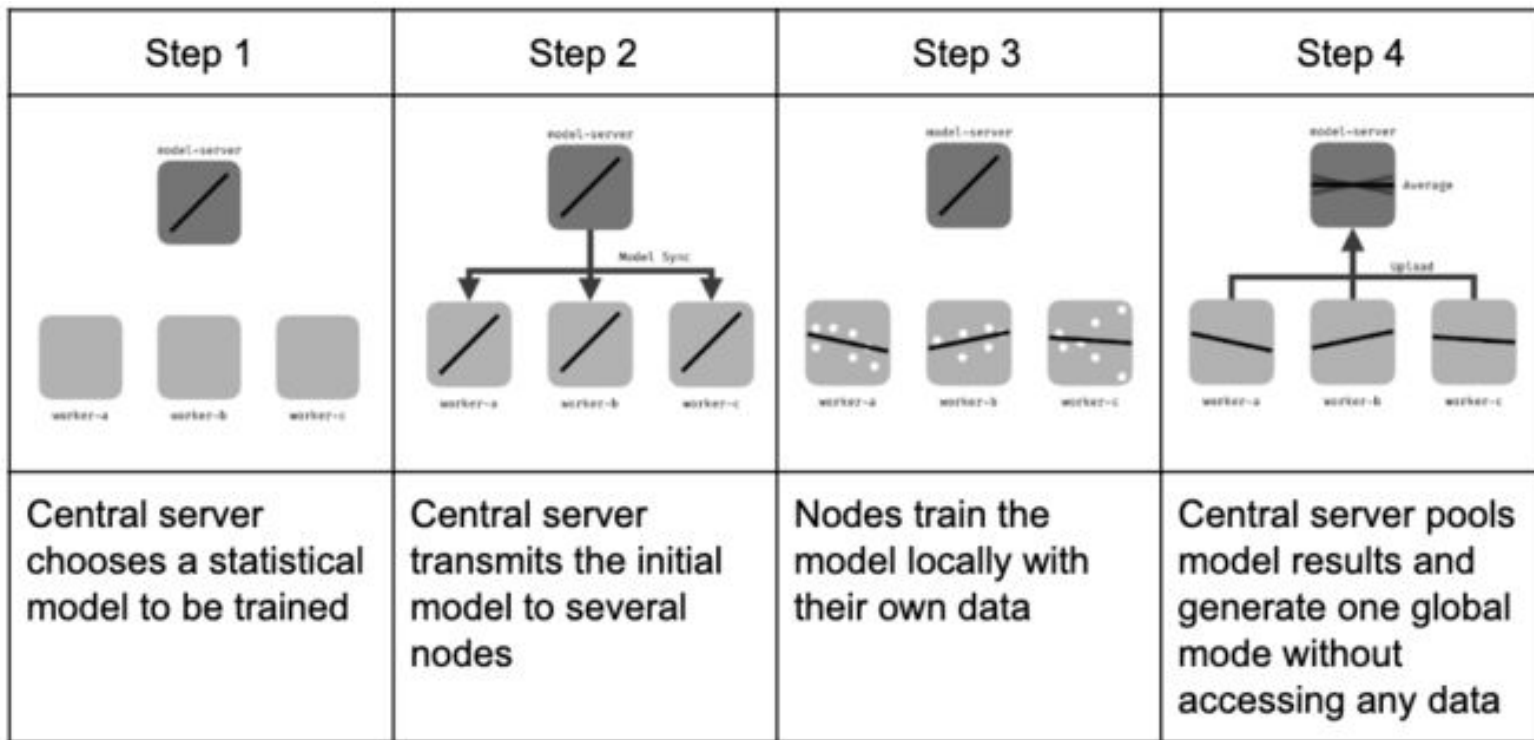 Step 1
Step 2
Step 3
Step 4
model-server
worker-a
worker-b
worker-c
model-server
Model Sync
worker-a
worker-b
worker-c
model-server
worker-a
worker-b
worker-c
model-server
Average
Upload
worker-a
worker-b
worker-c
Central server
chooses a statistical
model to be trained
Central server
transmits the initial
model to several
nodes
Nodes train the
model locally with
their own data
Central server pools
model results and
generate one global
mode without
accessing any data